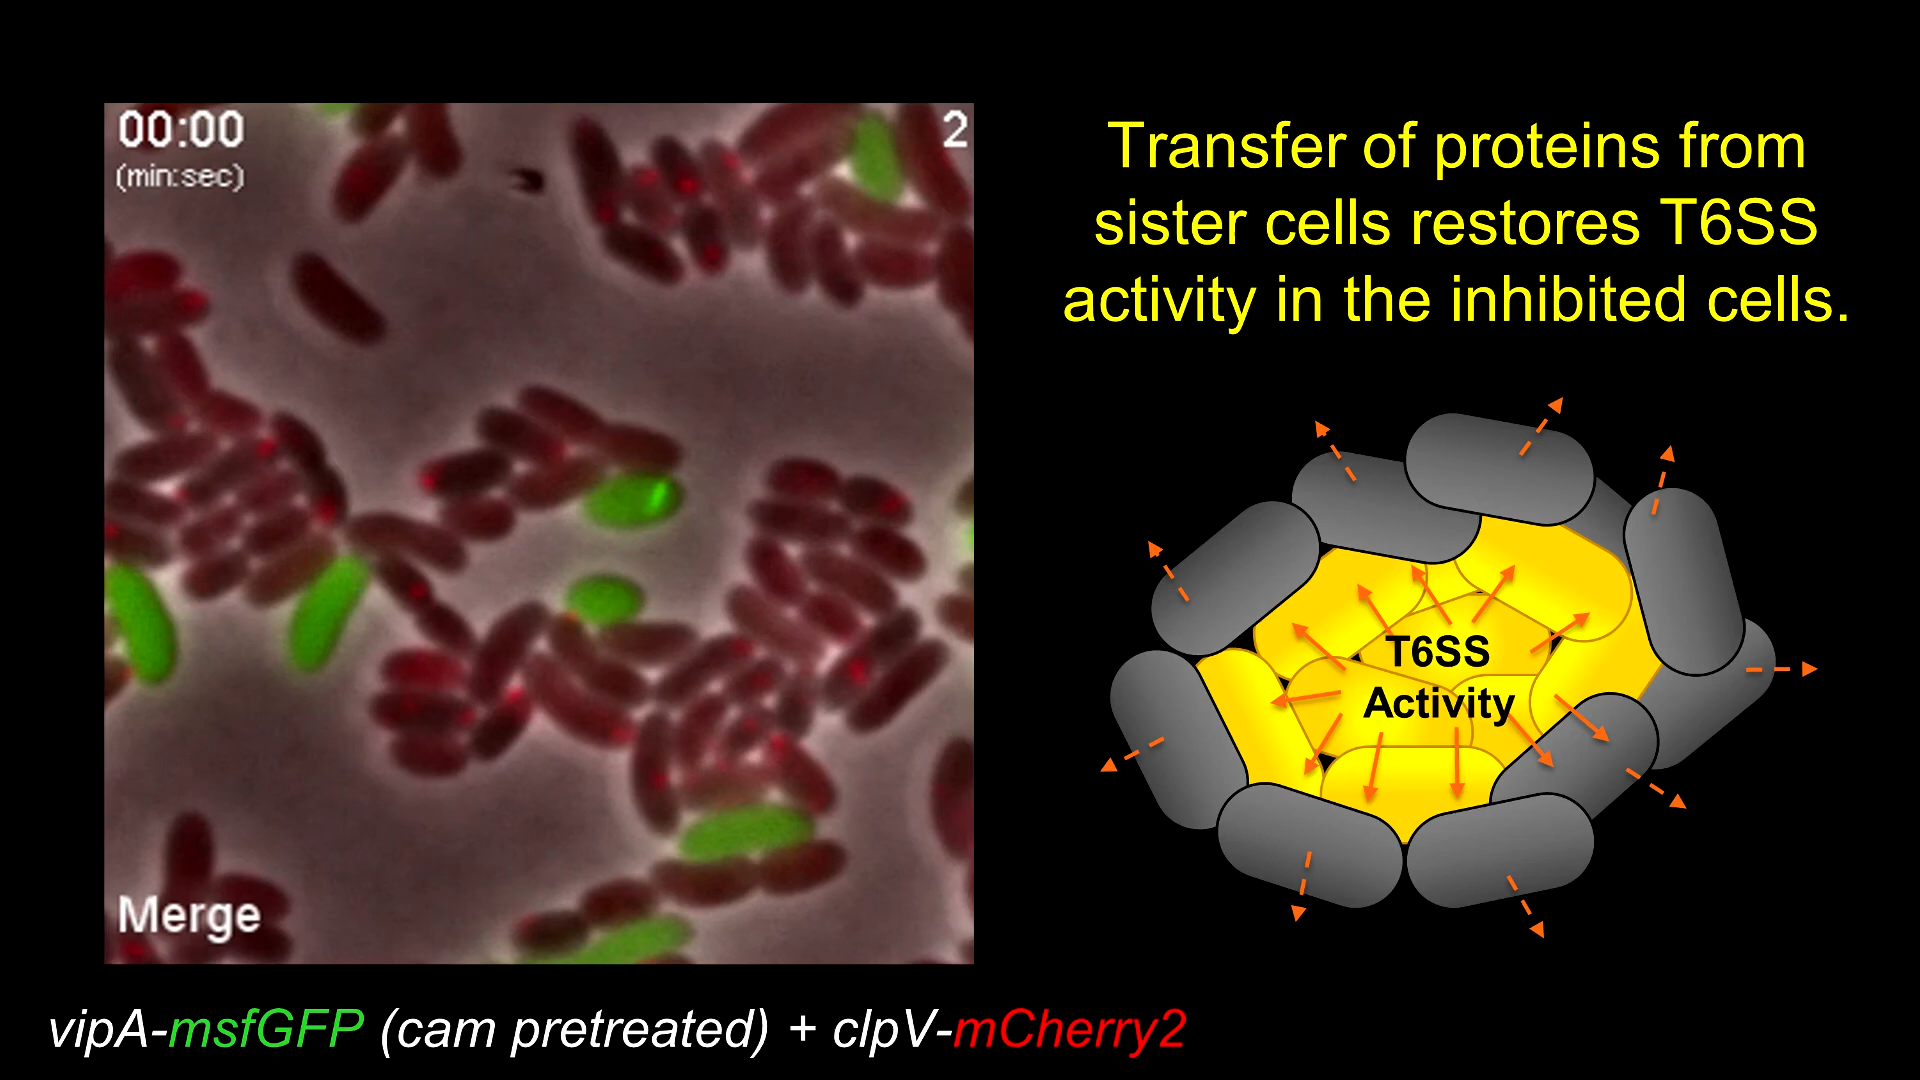 00:00
(min:sec)
2
Merge
Transfer of proteins from
sister cells restores T6SS
activity in the inhibited cells.
T6SS
Activity
vipA-msfGFP (cam pretreated) + clpV-mCherry2